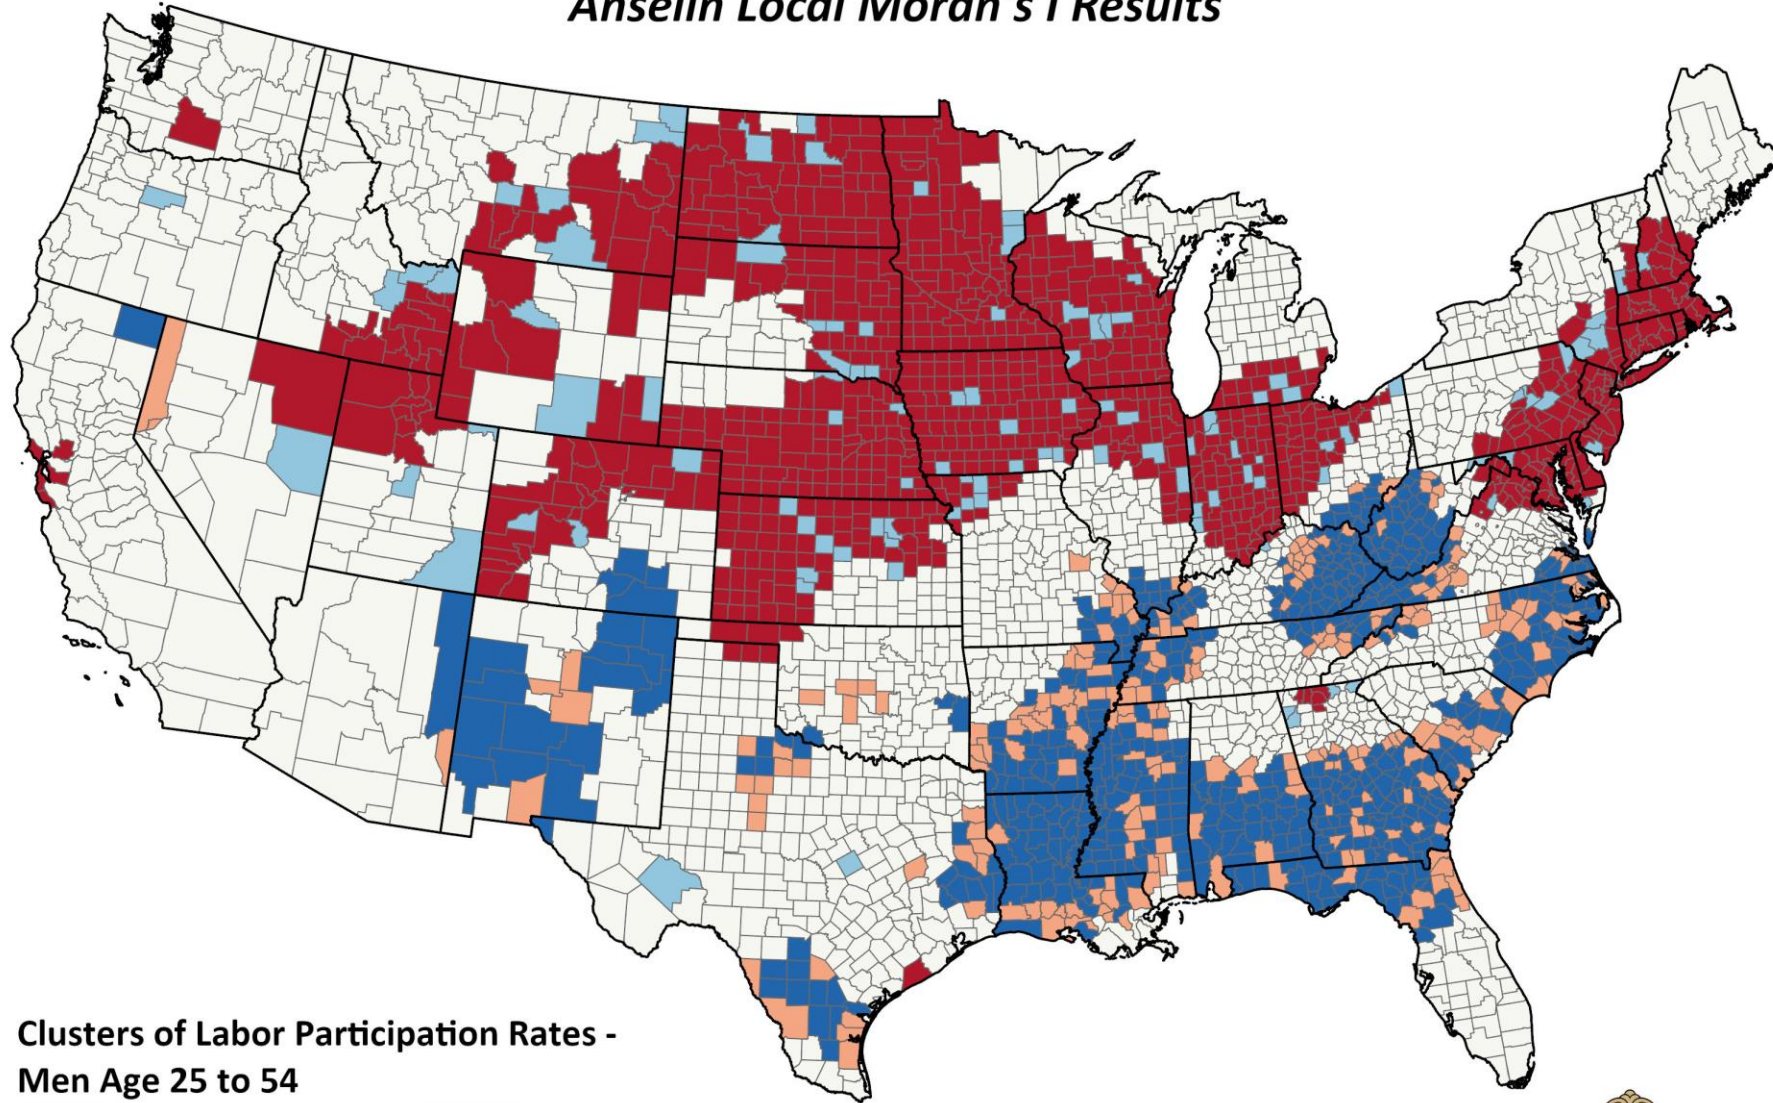 Anselin Local Moran's I Results
Clusters of Labor Participation Rates -
Men Age 25 to 54